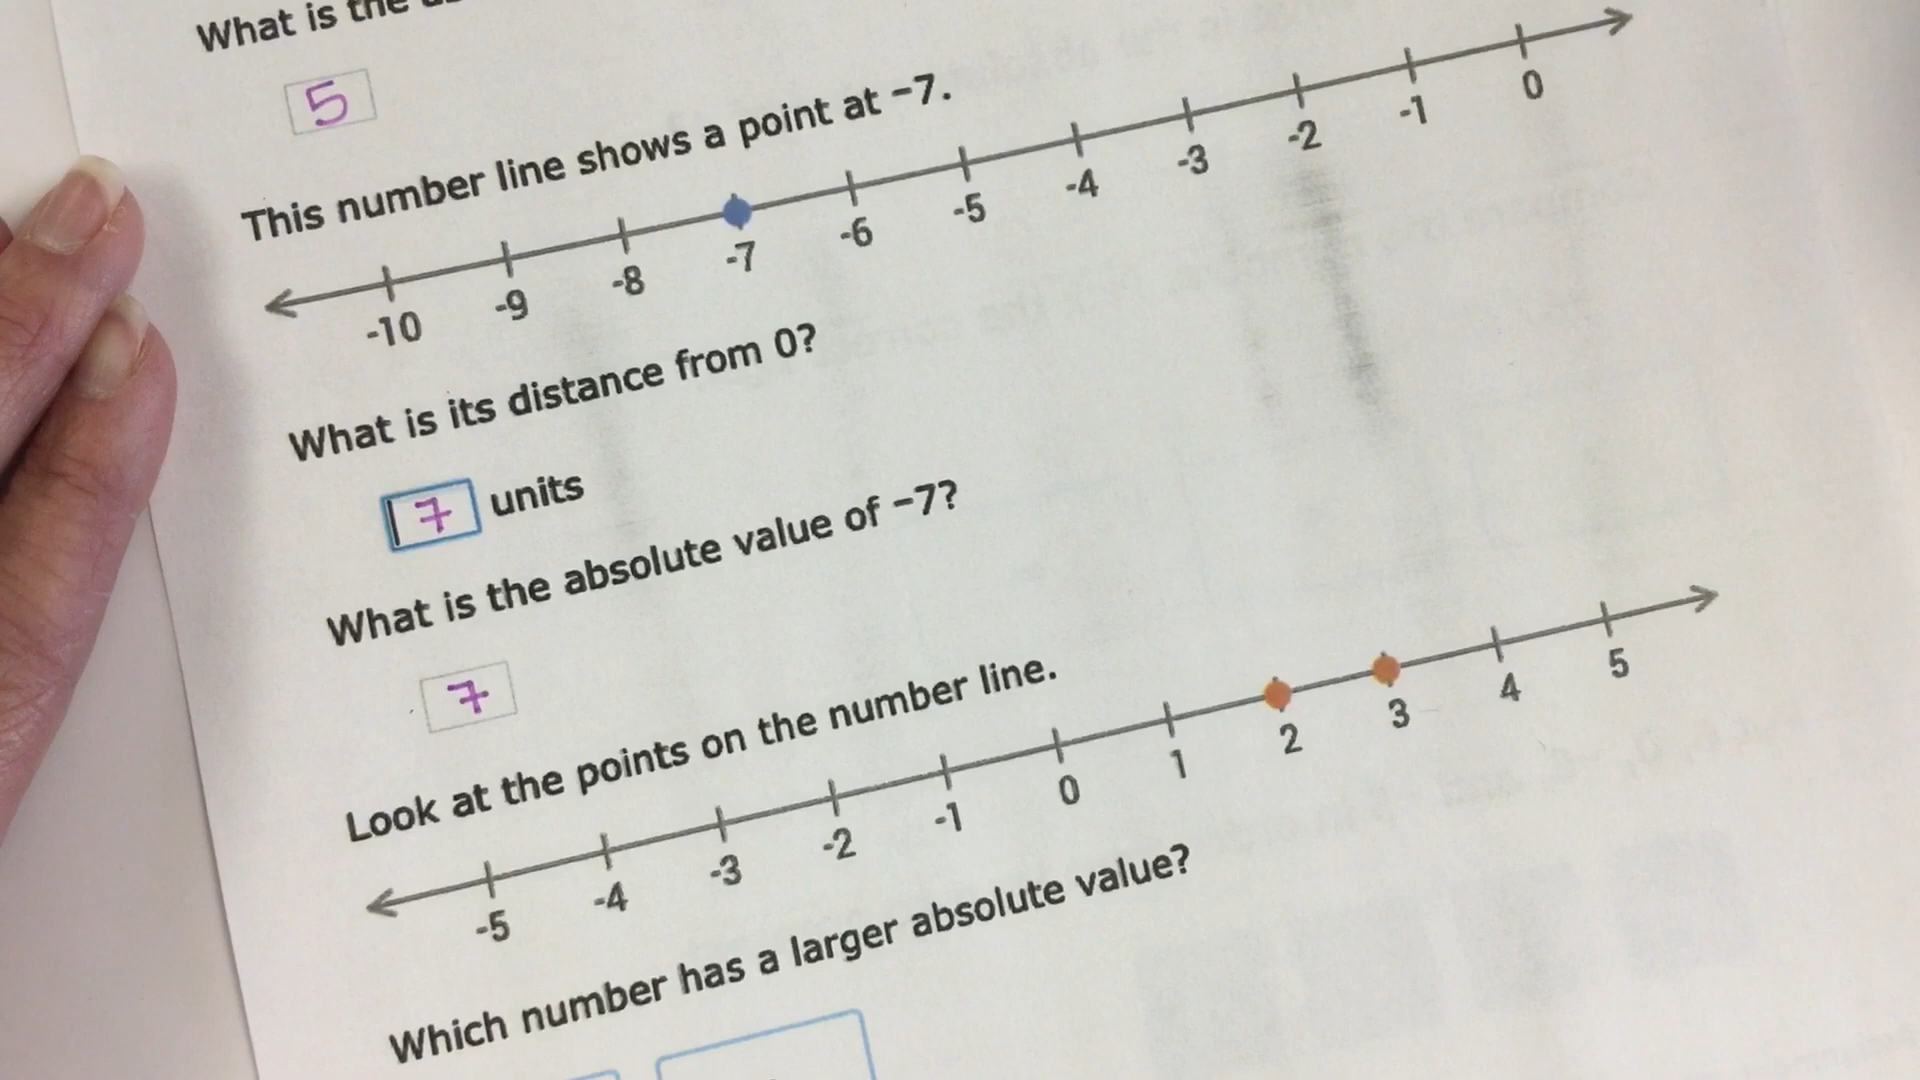 What is the
5
This number line shows a point at −7.
-10 -9 -8 -7 -6 -5 -4 -3 -2 -1 0
What is its distance from 0?
7 units
What is the absolute value of −7?
7
Look at the points on the number line.
-5 -4 -3 -2 -1 0 1 2 3 4 5
Which number has a larger absolute value?